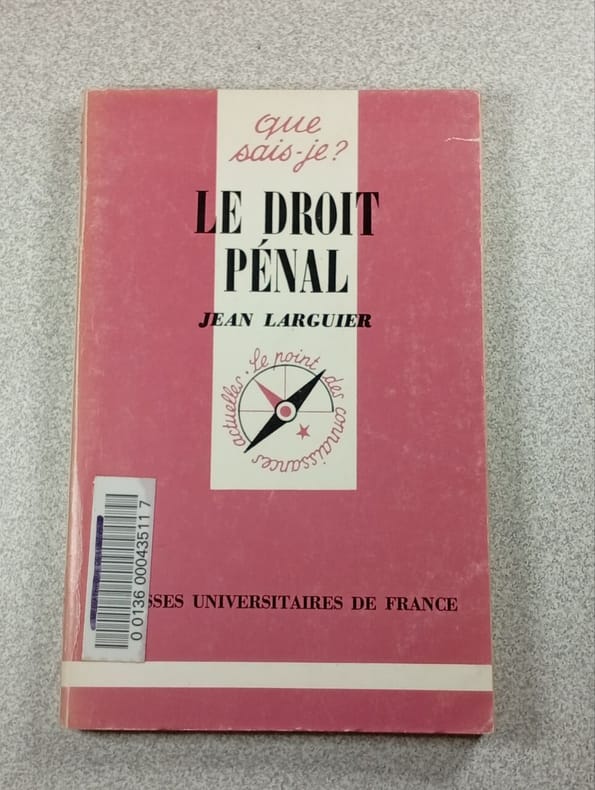 que
sais-je?
LE DROIT
PÉNAL
JEAN LARGUIER
Le point des connaissances actuelles.
0 0136 00043511 7
SSES UNIVERSITAIRES DE FRANCE